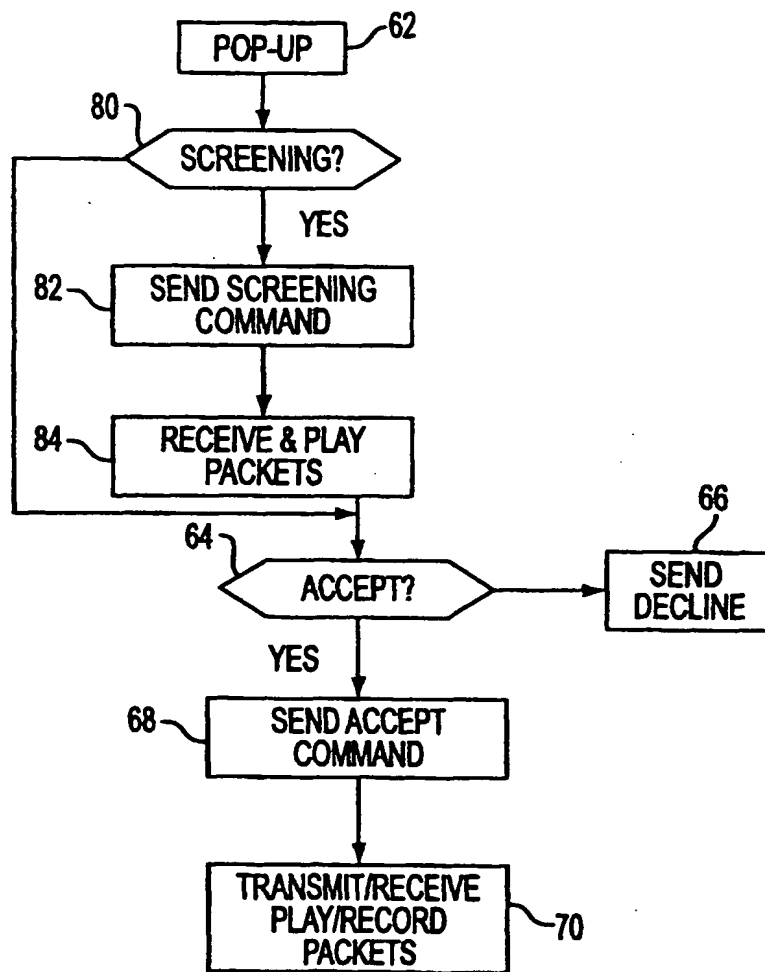 POP-UP
62
80
SCREENING?
YES
82
SEND SCREENING
COMMAND
84
RECEIVE & PLAY
PACKETS
64
ACCEPT?
66
SEND
DECLINE
YES
68
SEND ACCEPT
COMMAND
TRANSMIT/RECEIVE
PLAY/RECORD
PACKETS
70